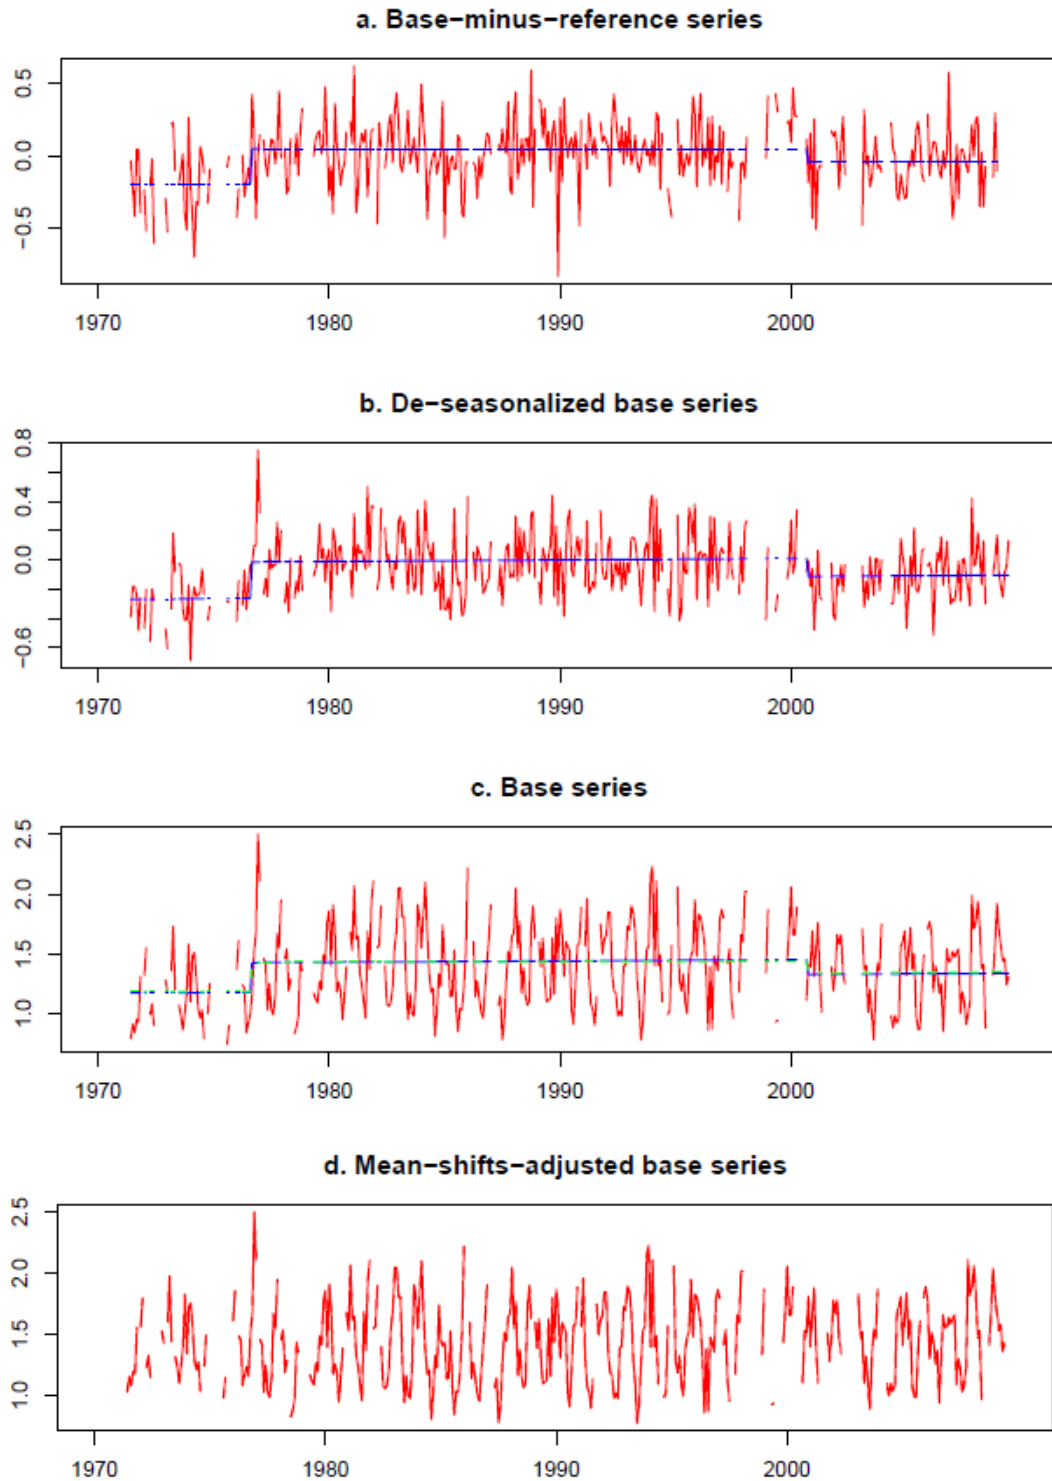 a. Base−minus−reference series
0.5
0.0
−0.5
1970 1980 1990 2000
b. De−seasonalized base series
0.8
0.4
0.0
−0.6
1970 1980 1990 2000
c. Base series
2.5
2.0
1.5
1.0
1970 1980 1990 2000
d. Mean−shifts−adjusted base series
2.5
2.0
1.5
1.0
1970 1980 1990 2000